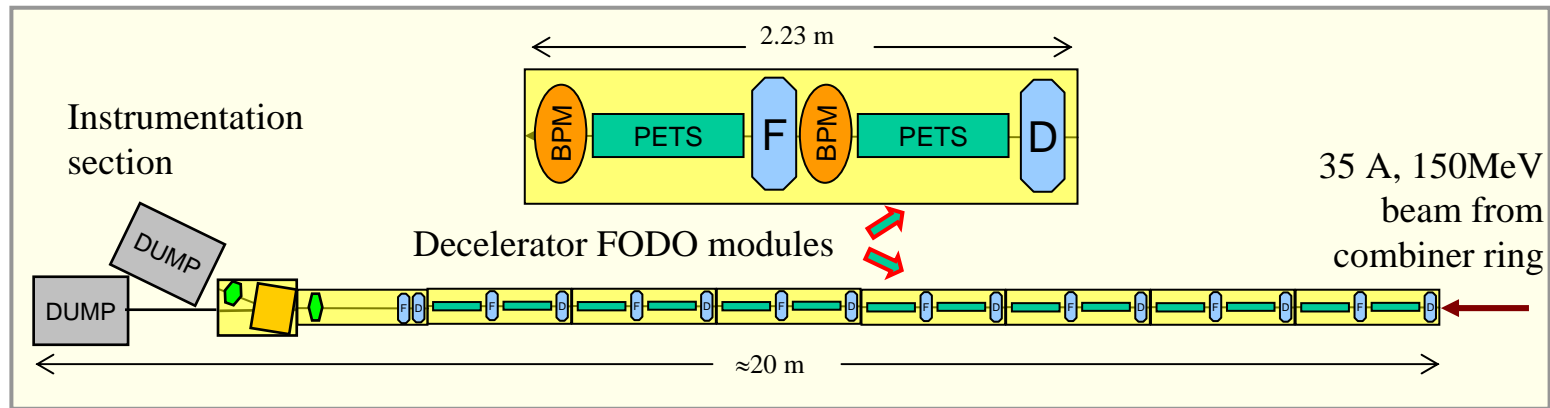 2.23 m
BPM
PETS
F
BPM
PETS
D
Instrumentation
section
35 A, 150MeV
beam from
combiner ring
Decelerator FODO modules
DUMP
DUMP
F
D
F
D
F
D
F
D
F
D
F
D
F
D
F
D
≈20 m